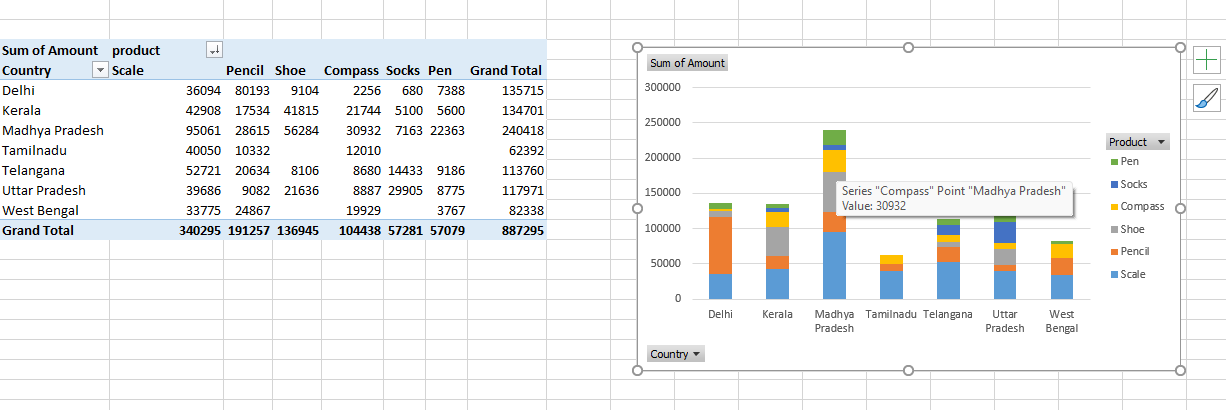 Sum of Amount product
Country Scale Pencil Shoe Compass Socks Pen Grand Total
Delhi 36094 80193 9104 2256 680 7388 135715
Kerala 42908 17534 41815 21744 5100 5600 134701
Madhya Pradesh 95061 28615 56284 30932 7163 22363 240418
Tamilnadu 40050 10332 12010 62392
Telangana 52721 20634 8106 8680 14433 9186 113760
Uttar Pradesh 39686 9082 21636 8887 29905 8775 117971
West Bengal 33775 24867 19929 3767 82338
Grand Total 340295 191257 136945 104438 57281 57079 887295
Sum of Amount
300000
250000
200000
150000
100000
50000
0
Series "Compass" Point "Madhya Pradesh"
Value: 30932
Delhi Kerala Madhya Pradesh Tamilnadu Telangana Uttar Pradesh West Bengal
Product
Pen
Socks
Compass
Shoe
Pencil
Scale
Country